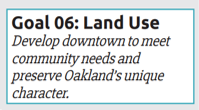 Goal 06: Land Use
Develop downtown to meet
community needs and
preserve Oakland's unique
character.